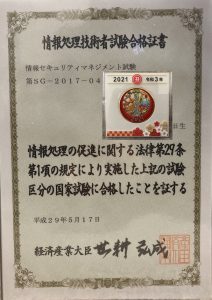 情報処理技術者試験合格証書
情報セキュリティマネジメント試験
第SG-2017-04
2021 令和3年
生
情報処理の促進に関する法律第29条
第1項の規定により実施した上記の試験
区分の国家試験に合格したことを証する
平成29年5月17日
経済産業大臣 世耕弘成